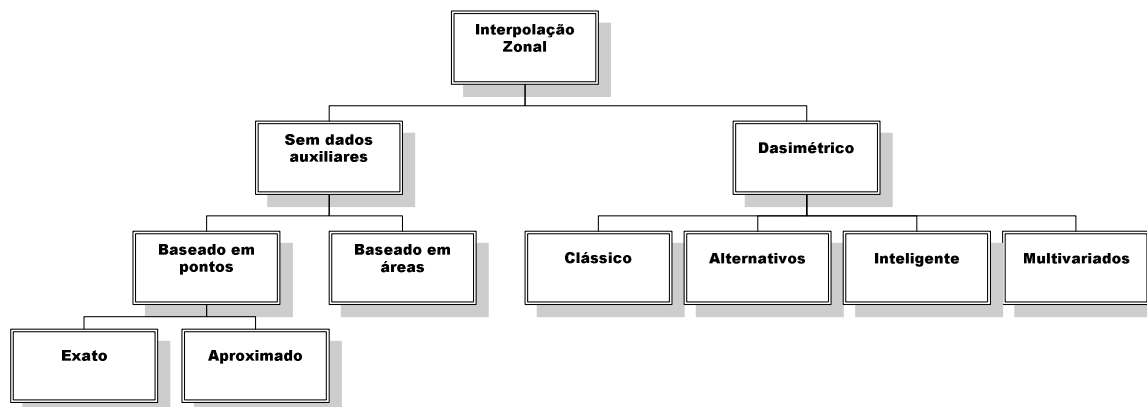 Interpolação
Zonal
Sem dados
auxiliares
Dasimétrico
Baseado em
pontos
Baseado em
áreas
Clássico
Alternativos
Inteligente
Multivariados
Exato
Aproximado